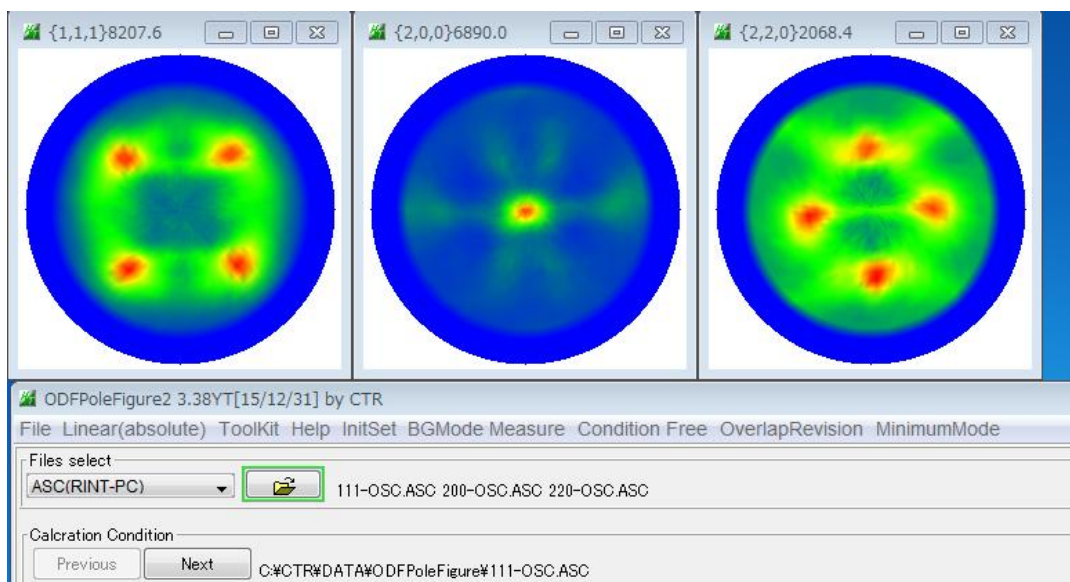 {1,1,1}8207.6
{2,0,0}6890.0
{2,2,0}2068.4
ODFPoleFigure2 3.38YT[15/12/31] by CTR
File Linear(absolute) ToolKit Help InitSet BGMode Measure Condition Free OverlapRevision MinimumMode
Files select
ASC(RINT-PC)
111-OSC.ASC 200-OSC.ASC 220-OSC.ASC
Calcration Condition
Previous Next C:¥CTR¥DATA¥ODFPoleFigure¥111-OSC.ASC